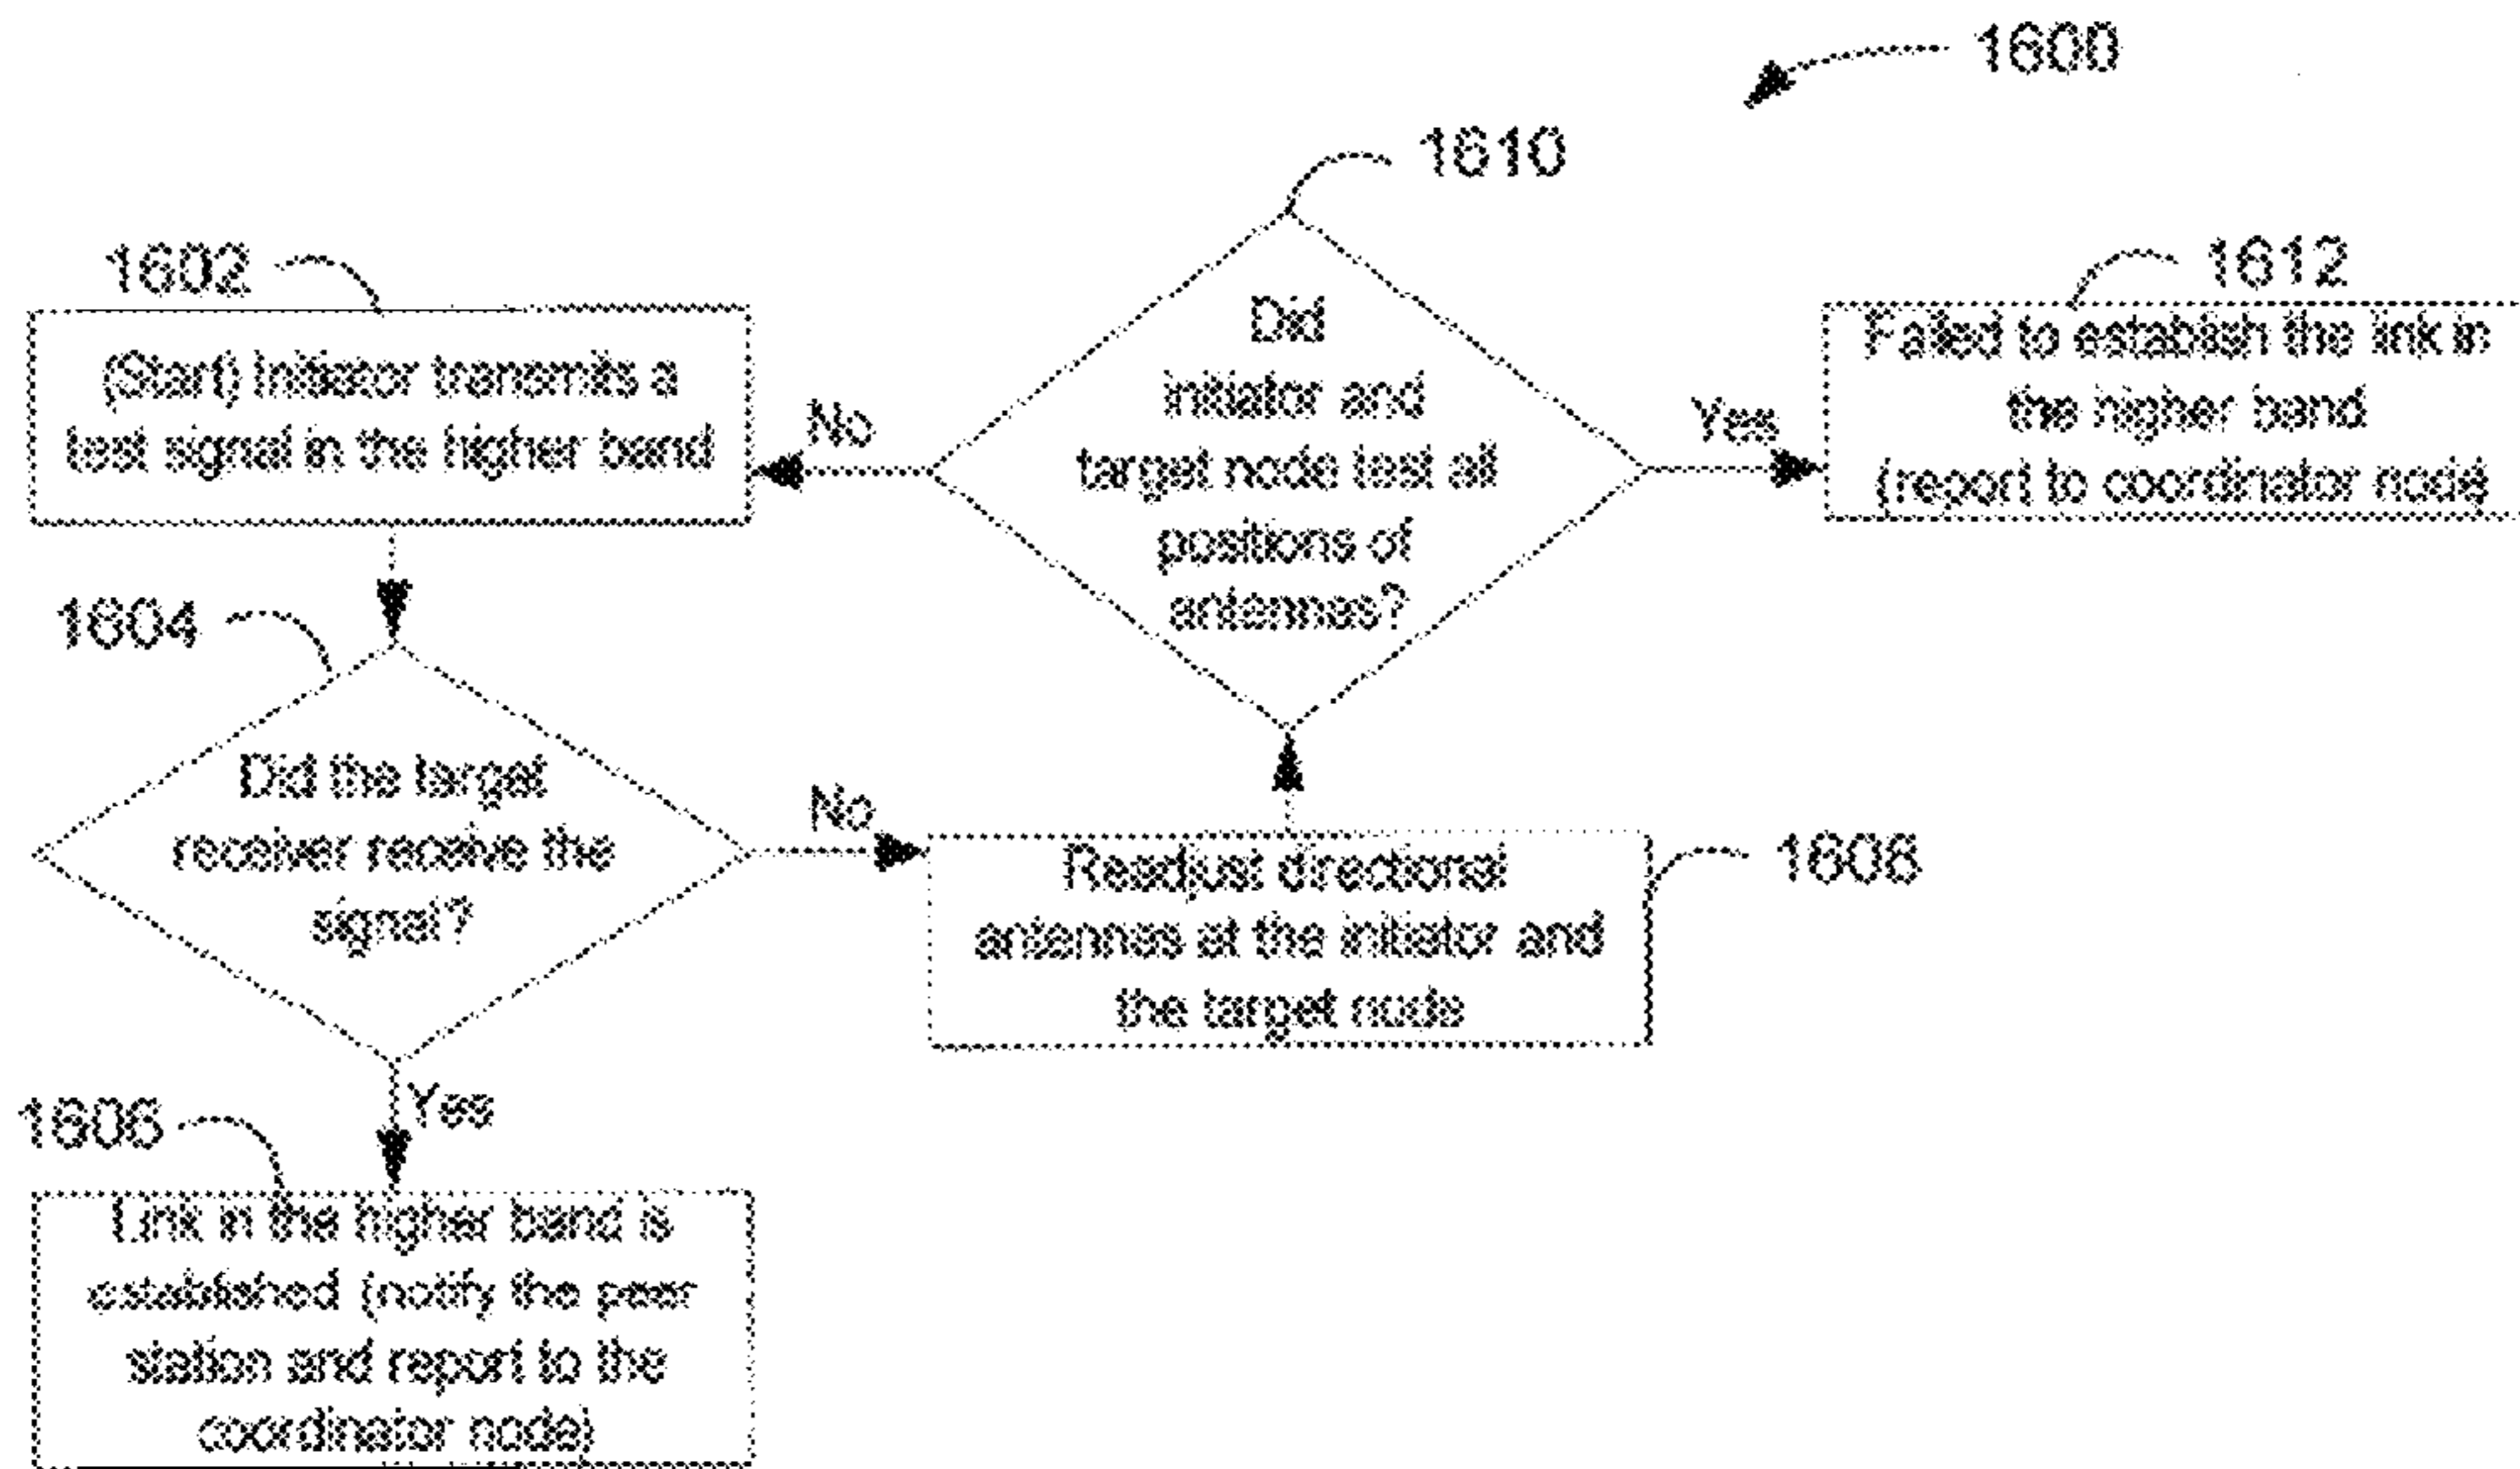 1600
1610
1602
1612
(Start) Initiator transmits a
test signal in the higher band
No
Did
initiator and
target node test all
positions of
antennas?
Yes
Failed to establish the link in
the higher band
(report to coordinator node)
1604
Did the target
receiver receive the
signal?
No
Readjust directional
antennas at the initiator and
the target node
1608
Yes
1606
Link in the higher band is
established (notify the peer
station and report to the
coordinator node)